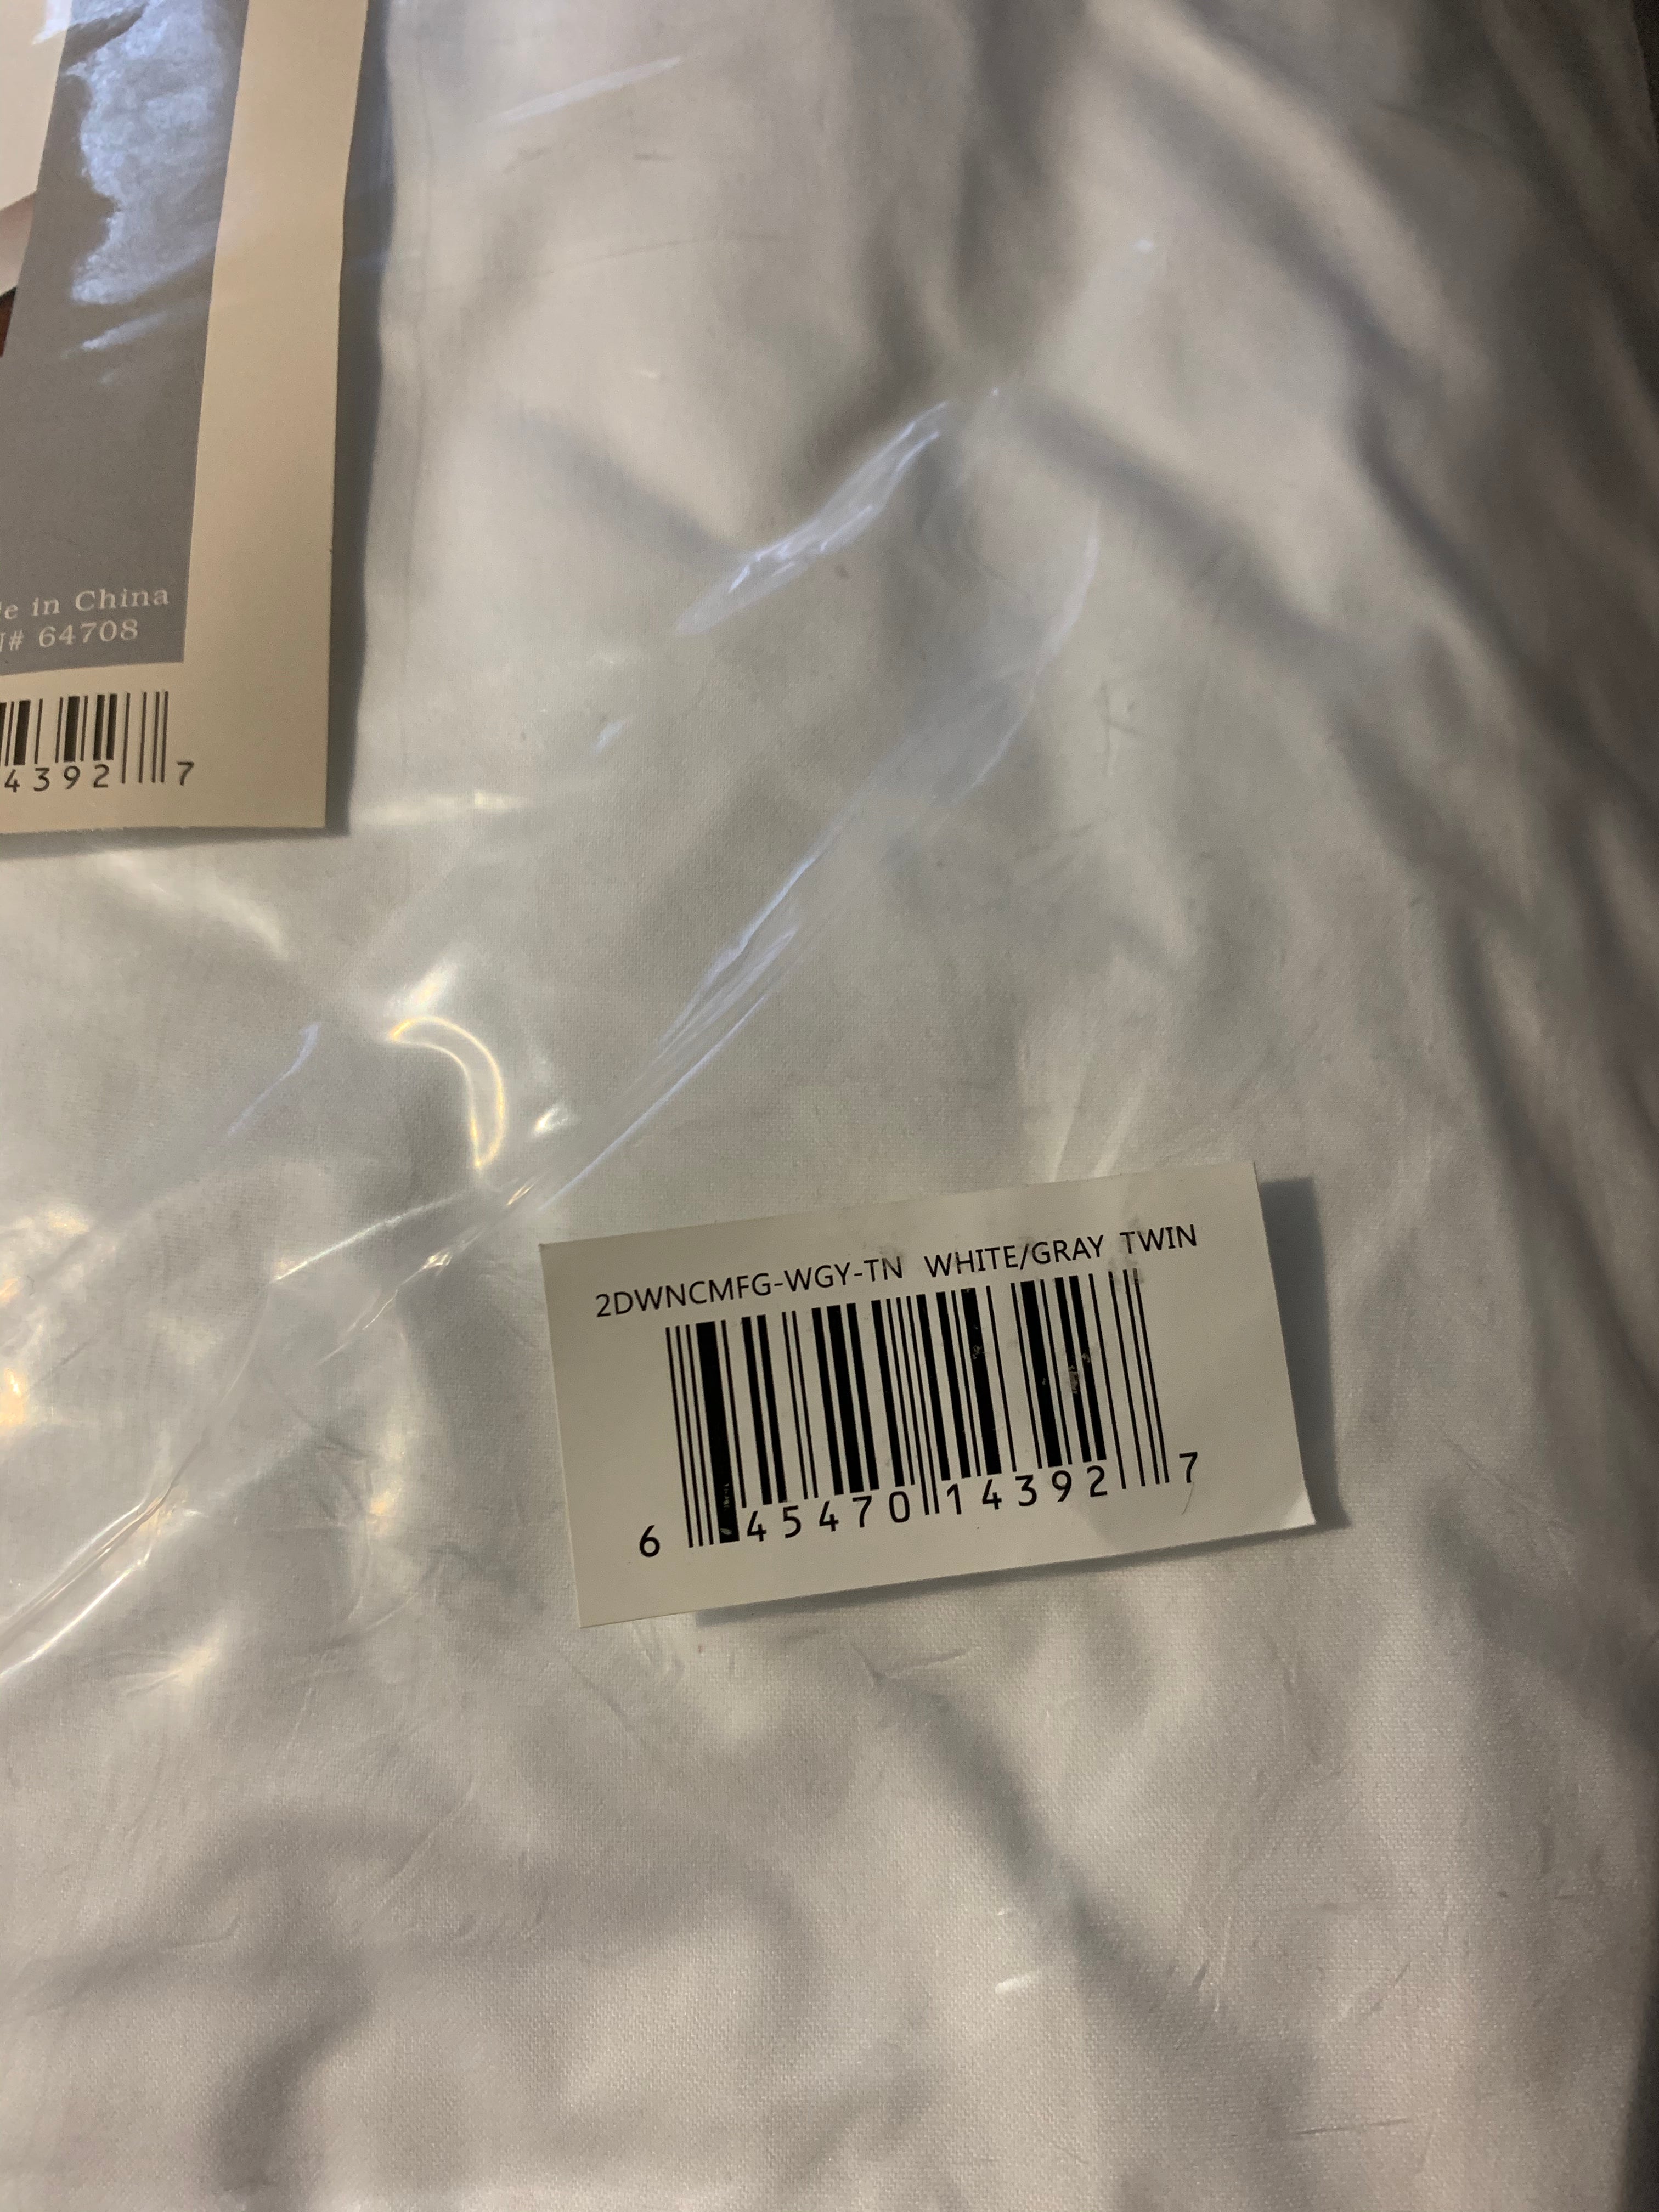 e in China
# 64708
4392 7
2DWNCMFG-WGY-TN WHITE/GRAY TWIN
6 45470 14392 7